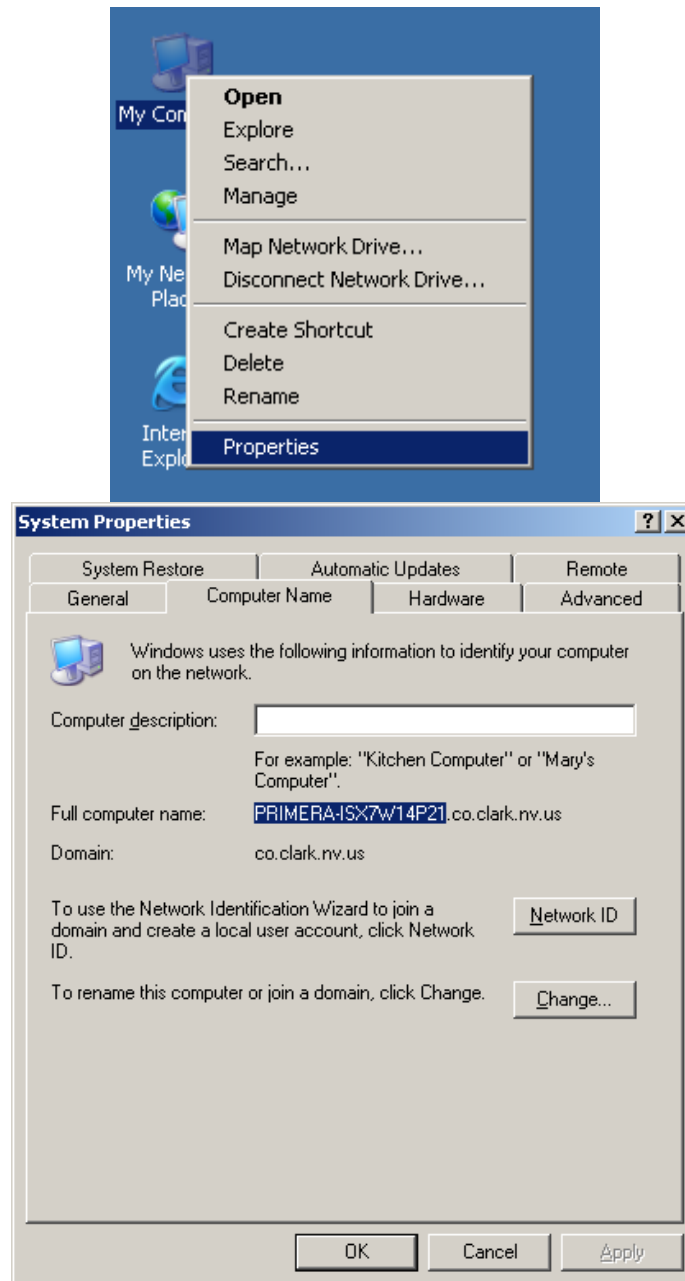 My Con
Open
Explore
Search...
Manage
Map Network Drive...
My Ne
Disconnect Network Drive...
Plac
Create Shortcut
Delete
Rename
Inter
Properties
Explo
System Properties
System Restore Automatic Updates Remote
General Computer Name Hardware Advanced
Windows uses the following information to identify your computer
on the network.
Computer description:
For example: "Kitchen Computer" or "Mary's
Computer".
Full computer name: PRIMERA-ISX7W14P21.co.clark.nv.us
Domain: co.clark.nv.us
To use the Network Identification Wizard to join a
domain and create a local user account, click Network
ID.
Network ID
To rename this computer or join a domain, click Change.
Change...
OK Cancel Apply